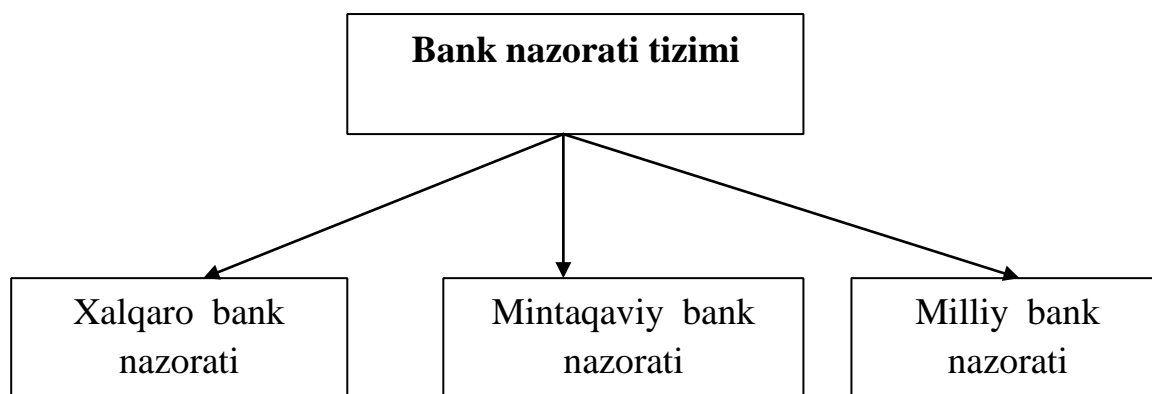 Bank nazorati tizimi
Xalqaro bank
nazorati
Mintaqaviy bank
nazorati
Milliy bank
nazorati